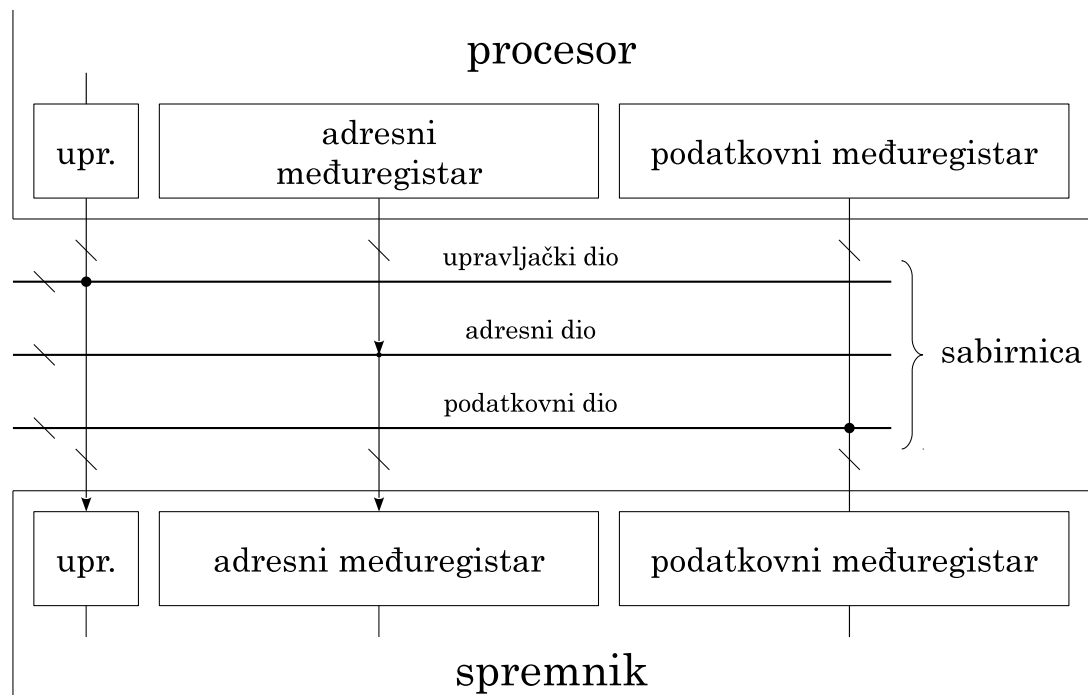 procesor
upr.
adresni
međuregistar
podatkovni međuregistar
upravljački dio
adresni dio
podatkovni dio
sabirnica
upr.
adresni međuregistar
podatkovni međuregistar
spremnik